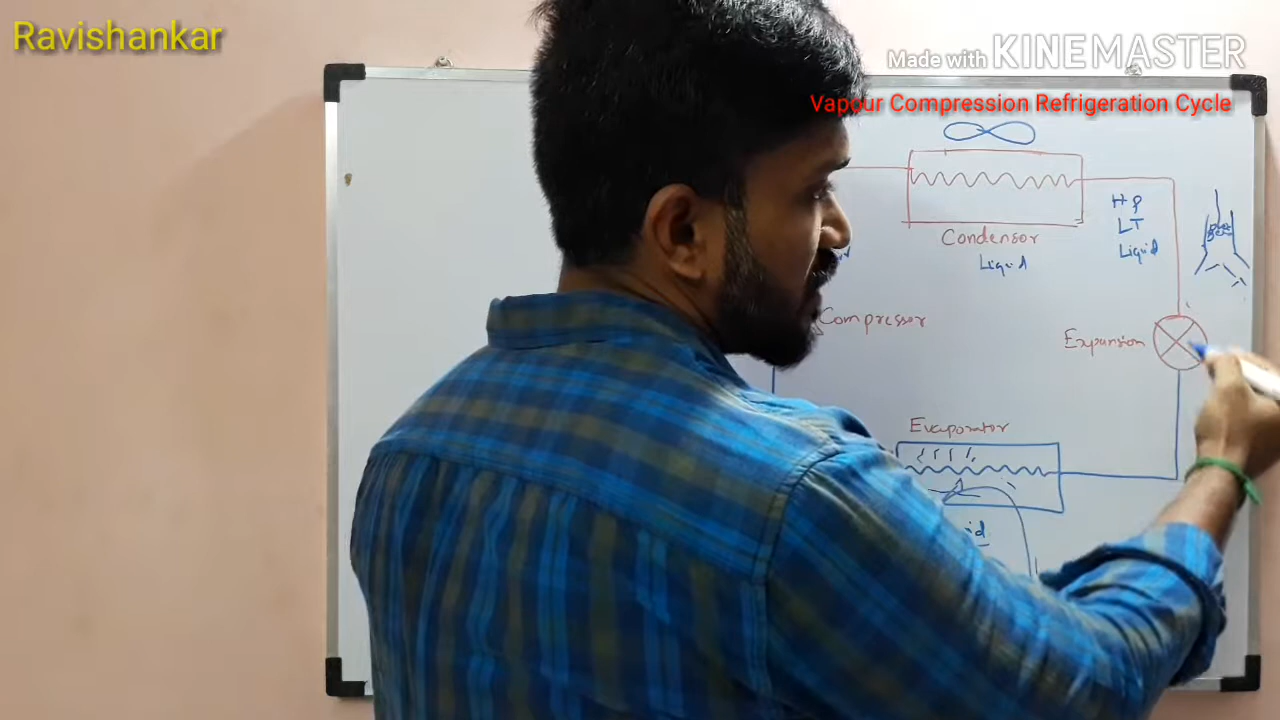 Ravishankar
Made with KINEMASTER
Vapour Compression Refrigeration Cycle
HP
LT
Liquid
Condensor
Liquid
Compressor
Expansion
Evaporator